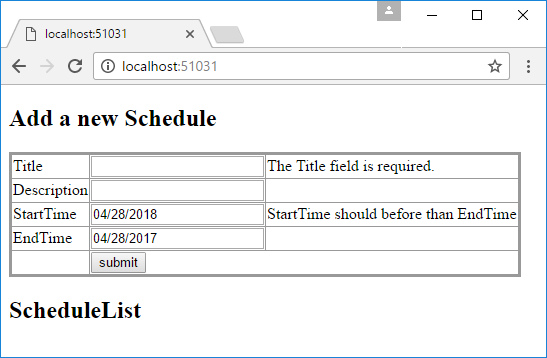 localhost:51031
localhost:51031
Add a new Schedule
Title The Title field is required.
Description
StartTime 04/28/2018 StartTime should before than EndTime
EndTime 04/28/2017
submit
ScheduleList